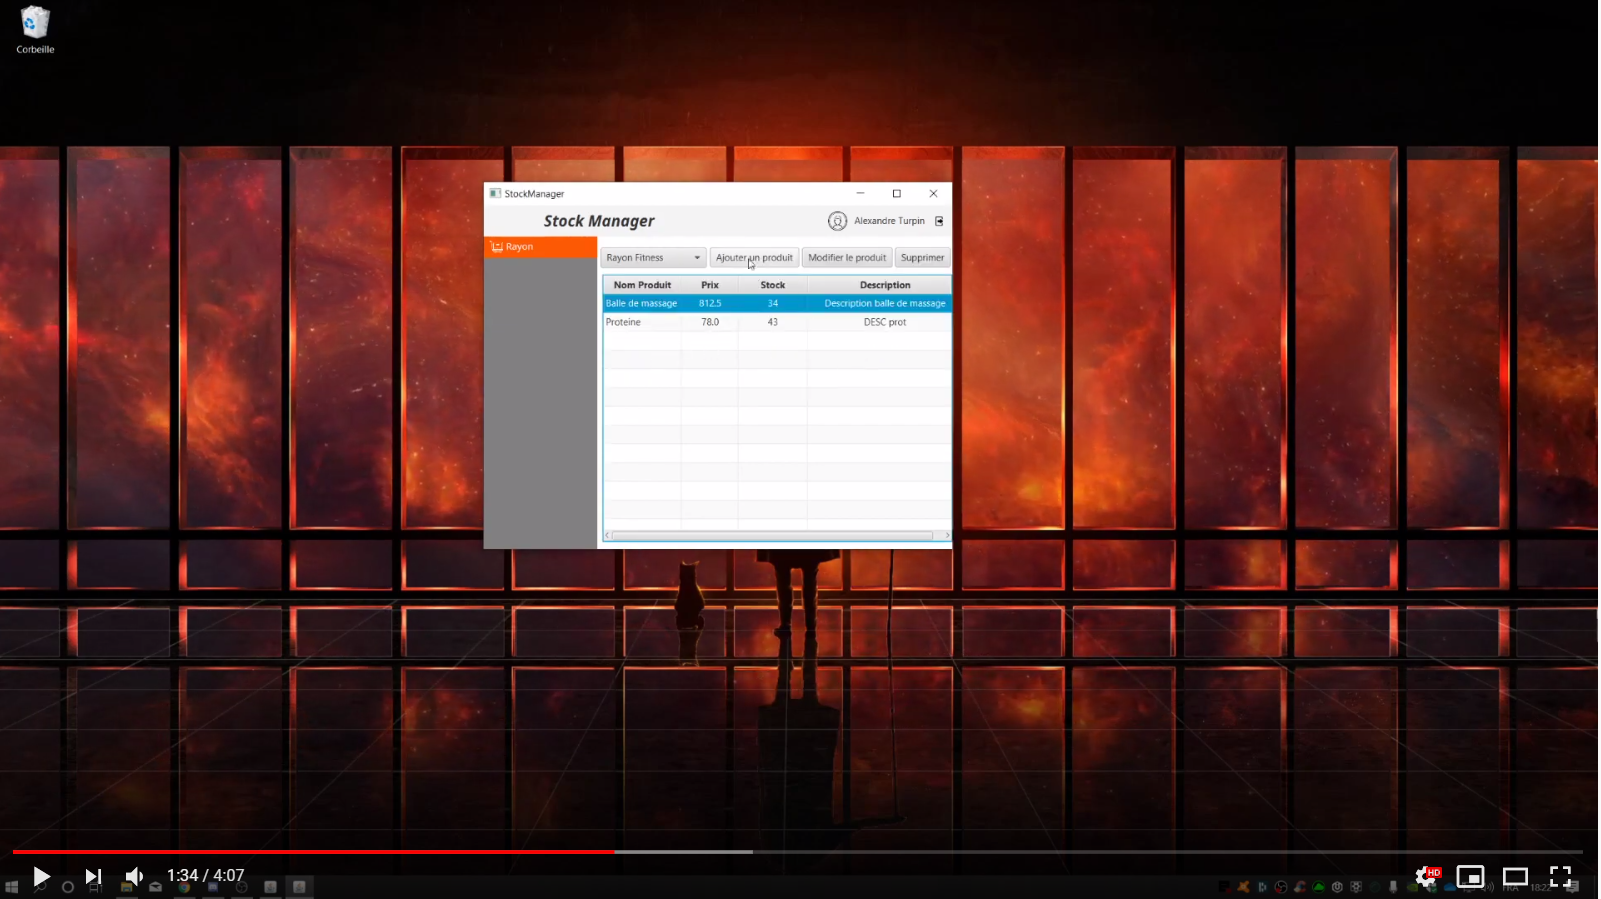 Corbeille
StockManager
Stock Manager
Alexandre Turpin
Rayon
Rayon Fitness
Ajouter un produit
Modifier le produit
Supprimer
Nom Produit Prix Stock Description
Balle de massage 812.5 34 Description balle de massage
Proteine 78.0 43 DESC prot
1:34 / 4:07
HD
FRA